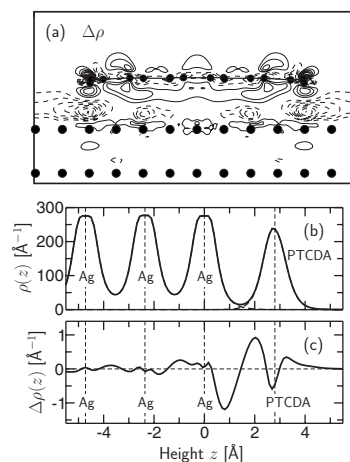 (a) Δρ
300
200
100
0
ρ(z) [Å⁻¹]
(b)
PTCDA
Ag Ag Ag
1
0
-1
Δρ(z) [Å⁻¹]
(c)
Ag Ag Ag PTCDA
-4 -2 0 2 4
Height z [Å]